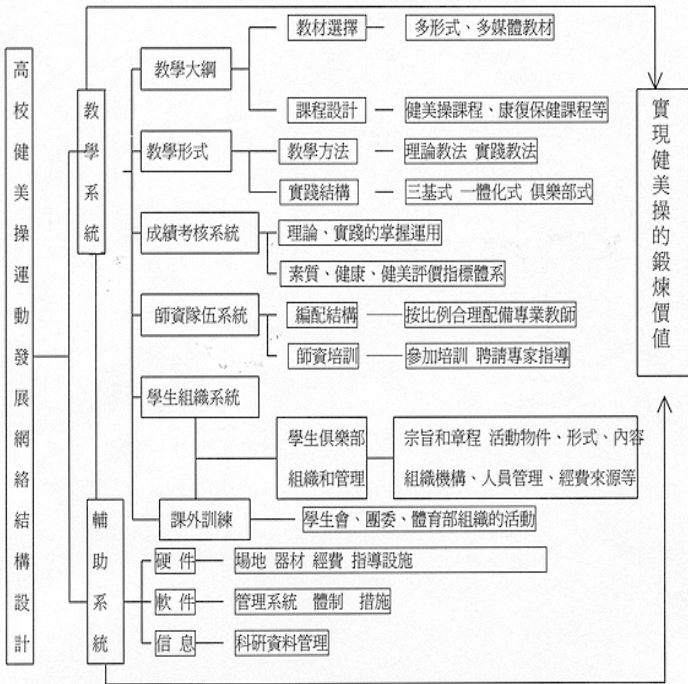 高校健美操運動發展網絡結構設計
教學系統
教學大綱
教材選擇
多形式、多媒體教材
課程設計
健美操課程、康復保健課程等
教學形式
教學方法
理論教法 實踐教法
實踐結構
三基式 一體化式 俱樂部式
成績考核系統
理論、實踐的掌握運用
素質、健康、健美評價指標體系
師資隊伍系統
編配結構
按比例合理配備專業教師
師資培訓
參加培訓 聘請專家指導
學生組織系統
學生俱樂部
組織和管理
宗旨和章程 活動物件、形式、內容
組織機構、人員管理、經費來源等
課外訓練
學生會、團委、體育部組織的活動
輔助系統
硬件
場地 器材 經費 指導設施
軟件
管理系統 體制 措施
信息
科研資料管理
實現健美操的鍛煉價值